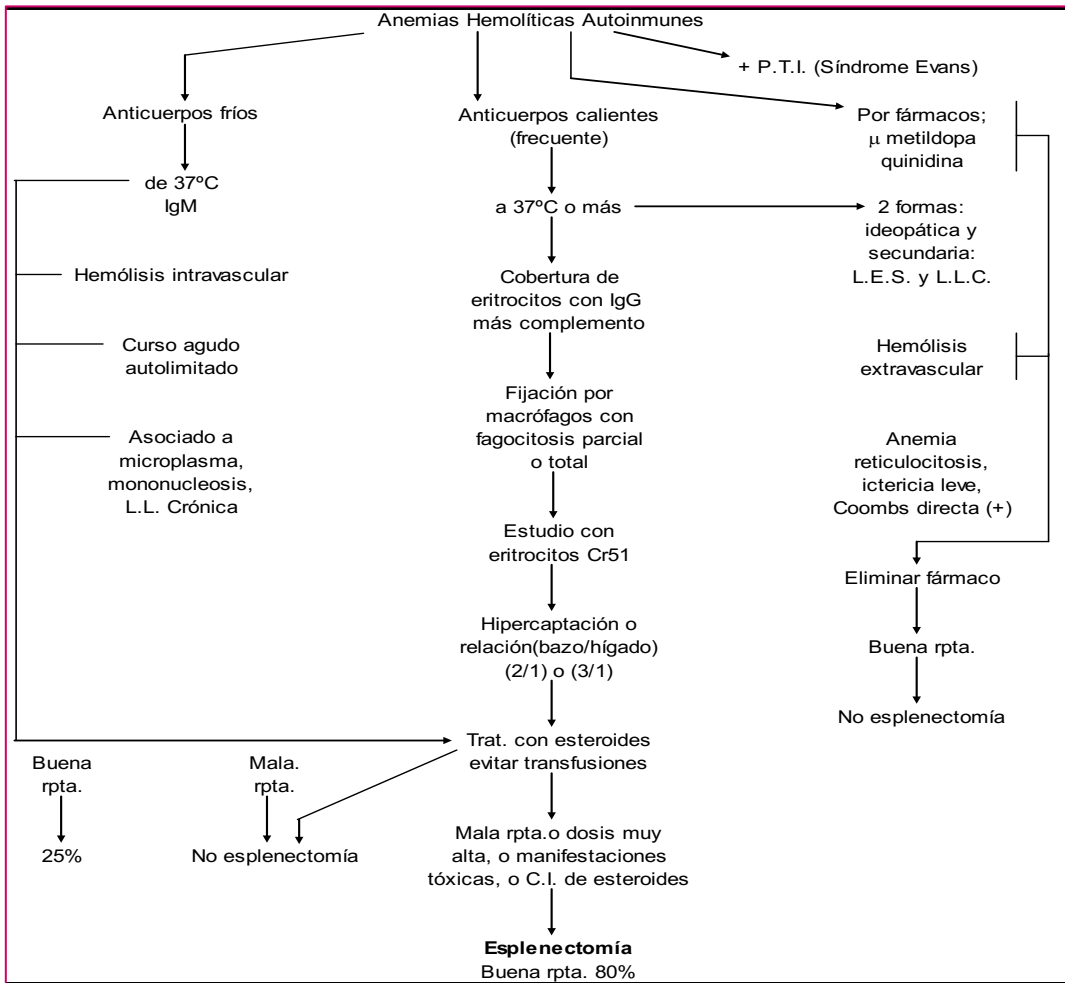 Anemias Hemolíticas Autoinmunes
+ P.T.I. (Síndrome Evans)
Anticuerpos fríos
de 37ºC
IgM
Hemólisis intravascular
Curso agudo
autolimitado
Asociado a
microplasma,
mononucleosis,
L.L. Crónica
Anticuerpos calientes
(frecuente)
a 37ºC o más
Cobertura de
eritrocitos con IgG
más complemento
Fijación por
macrófagos con
fagocitosis parcial
o total
Estudio con
eritrocitos Cr51
Hipercaptación o
relación(bazo/hígado)
(2/1) o (3/1)
Trat. con esteroides
evitar transfusiones
Mala rpta.o dosis muy
alta, o manifestaciones
tóxicas, o C.I. de esteroides
Esplenectomía
Buena rpta. 80%
Por fármacos;
μ metildopa
quinidina
2 formas:
ideopática y
secundaria:
L.E.S. y L.L.C.
Hemólisis
extravascular
Anemia
reticulocitosis,
ictericia leve,
Coombs directa (+)
Eliminar fármaco
Buena rpta.
No esplenectomía
Buena
rpta.
25%
Mala.
rpta.
No esplenectomía